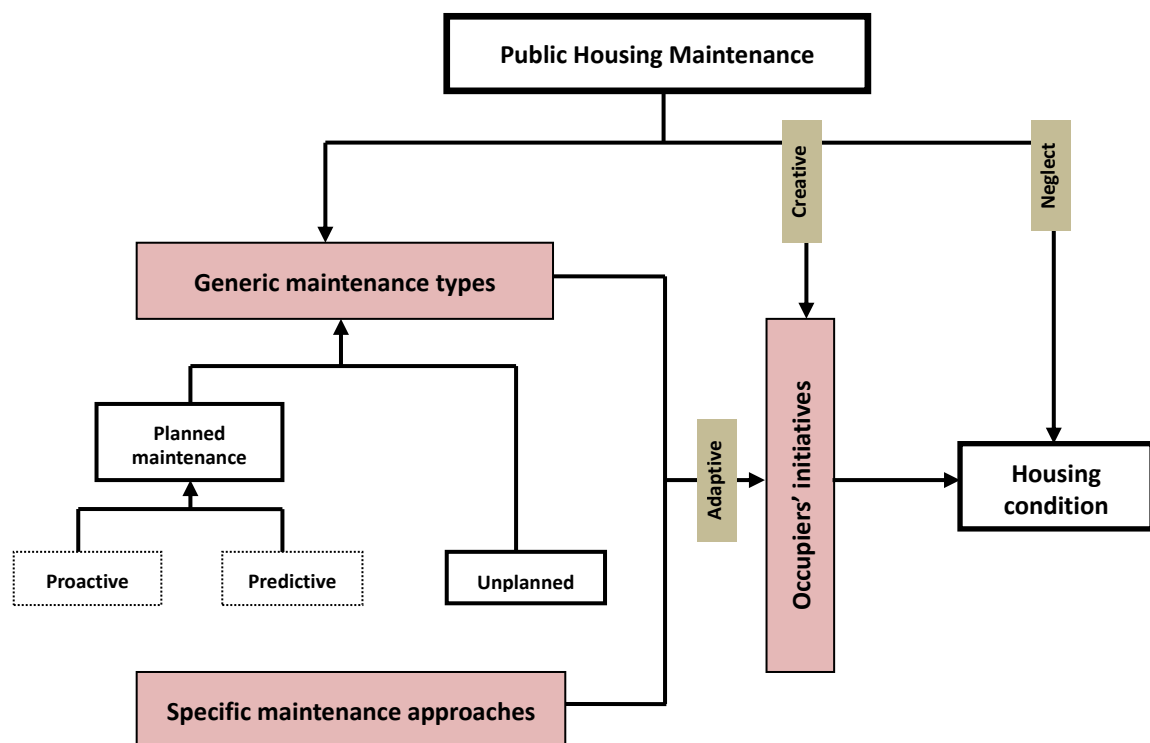 Public Housing Maintenance
Creative
Neglect
Generic maintenance types
Planned
maintenance
Adaptive
Occupiers’ initiatives
Housing
condition
Proactive
Predictive
Unplanned
Specific maintenance approaches